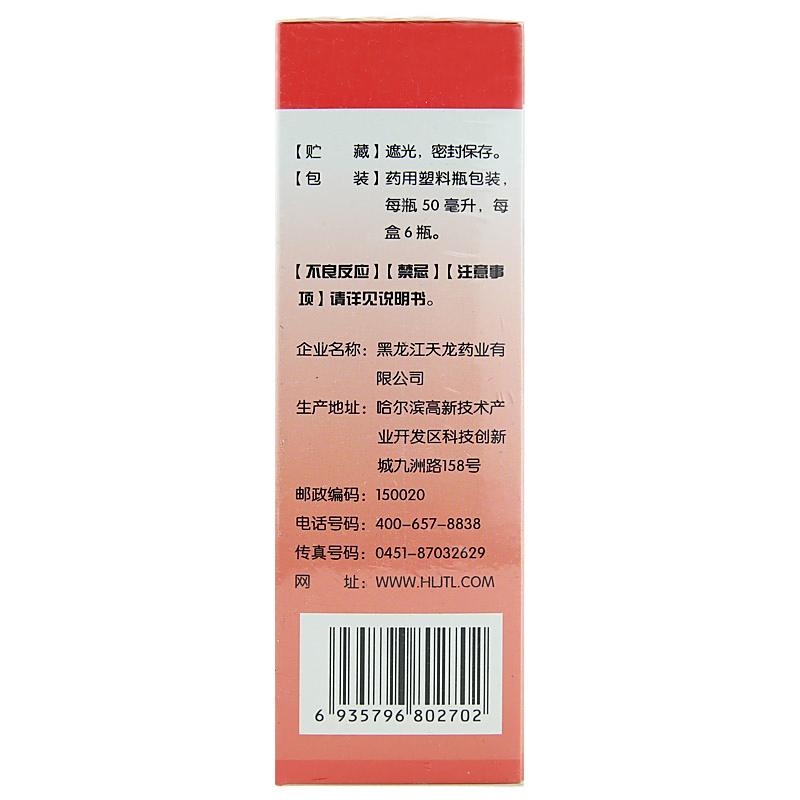 【贮　　藏】遮光，密封保存。
【包　　装】药用塑料瓶包装，
每瓶 50 毫升，每
盒 6 瓶。
【不良反应】【禁忌】【注意事
项】请详见说明书。
企业名称：黑龙江天龙药业有
限公司
生产地址：哈尔滨高新技术产
业开发区科技创新
城九洲路158号
邮政编码：150020
电话号码：400-657-8838
传真号码：0451-87032629
网　　址：WWW.HLJTL.COM
6 935796 802702